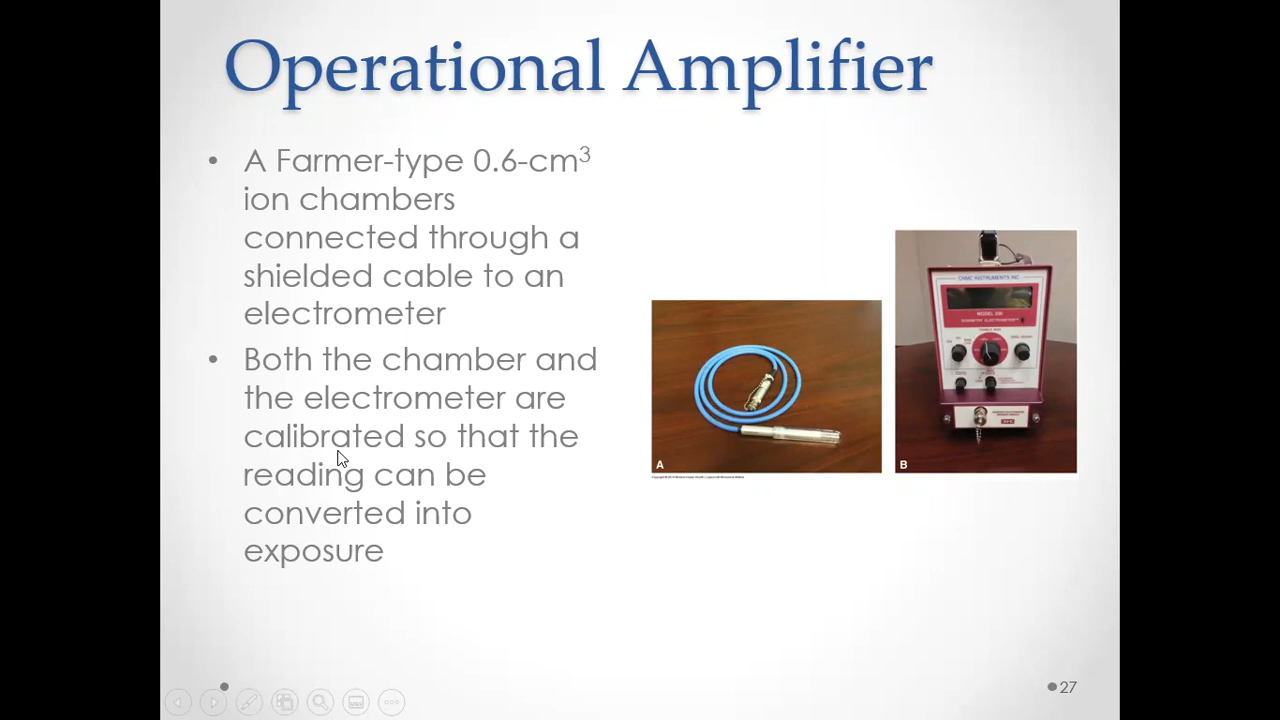 Operational Amplifier
• A Farmer-type 0.6-cm³
ion chambers
connected through a
shielded cable to an
electrometer
• Both the chamber and
the electrometer are
calibrated so that the
reading can be
converted into
exposure
A
B
MODEL
27